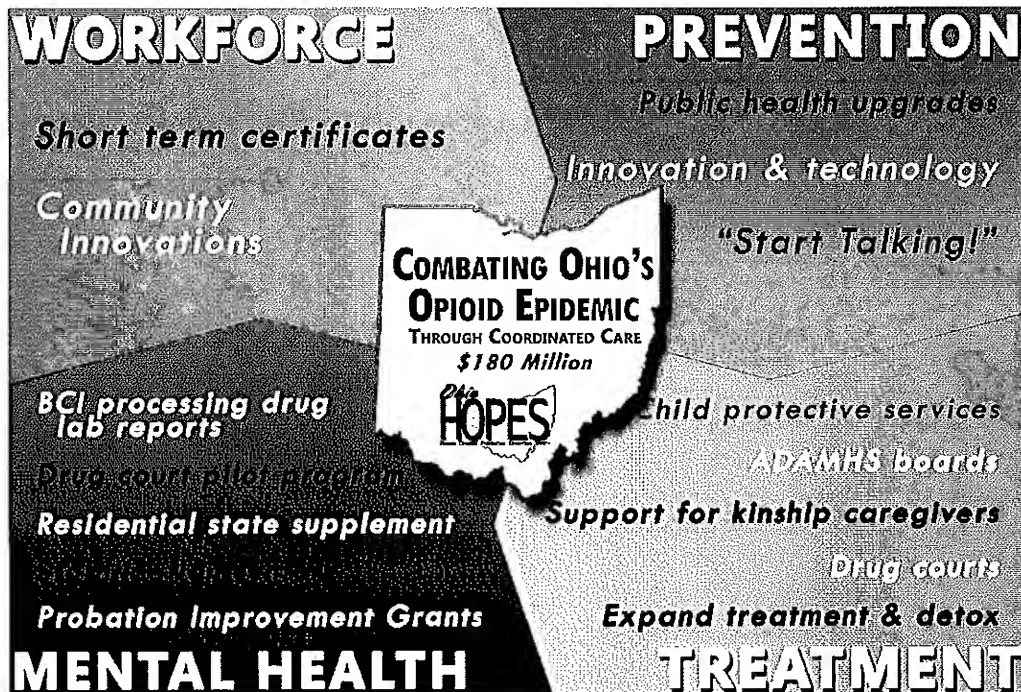 WORKFORCE
Short term certificates
Community
Innovations
PREVENTION
Public health upgrades
Innovation & technology
"Start Talking!"
COMBATING OHIO'S
OPIOID EPIDEMIC
THROUGH COORDINATED CARE
$180 Million
Ohio
HOPES
BCI processing drug
lab reports
Drug court pilot program
Residential state supplement
Probation Improvement Grants
MENTAL HEALTH
Child protective services
ADAMHS boards
Support for kinship caregivers
Drug courts
Expand treatment & detox
TREATMENT